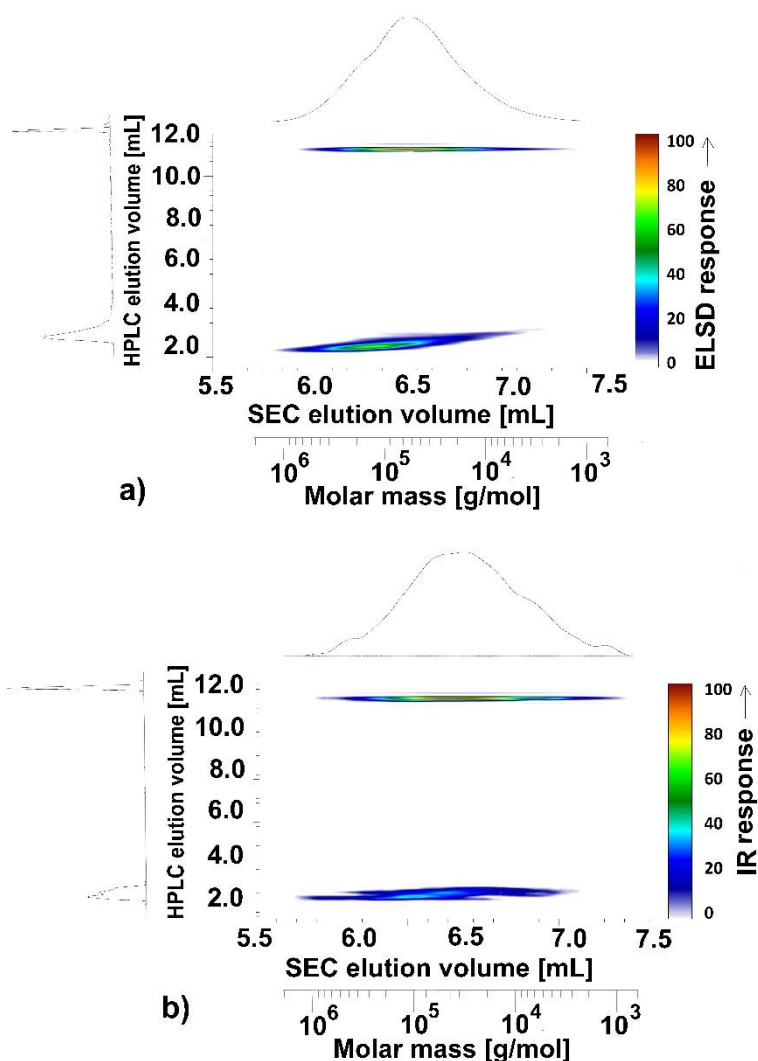 HPLC elution volume [mL]
12.0
10.0
8.0
6.0
4.0
2.0
100
80
60
40
20
0
ELSD response →
5.5 6.0 6.5 7.0 7.5
SEC elution volume [mL]
10^6 10^5 10^4 10^3
Molar mass [g/mol]
a)
HPLC elution volume [mL]
12.0
10.0
8.0
6.0
4.0
2.0
100
80
60
40
20
0
IR response →
5.5 6.0 6.5 7.0 7.5
SEC elution volume [mL]
10^6 10^5 10^4 10^3
Molar mass [g/mol]
b)